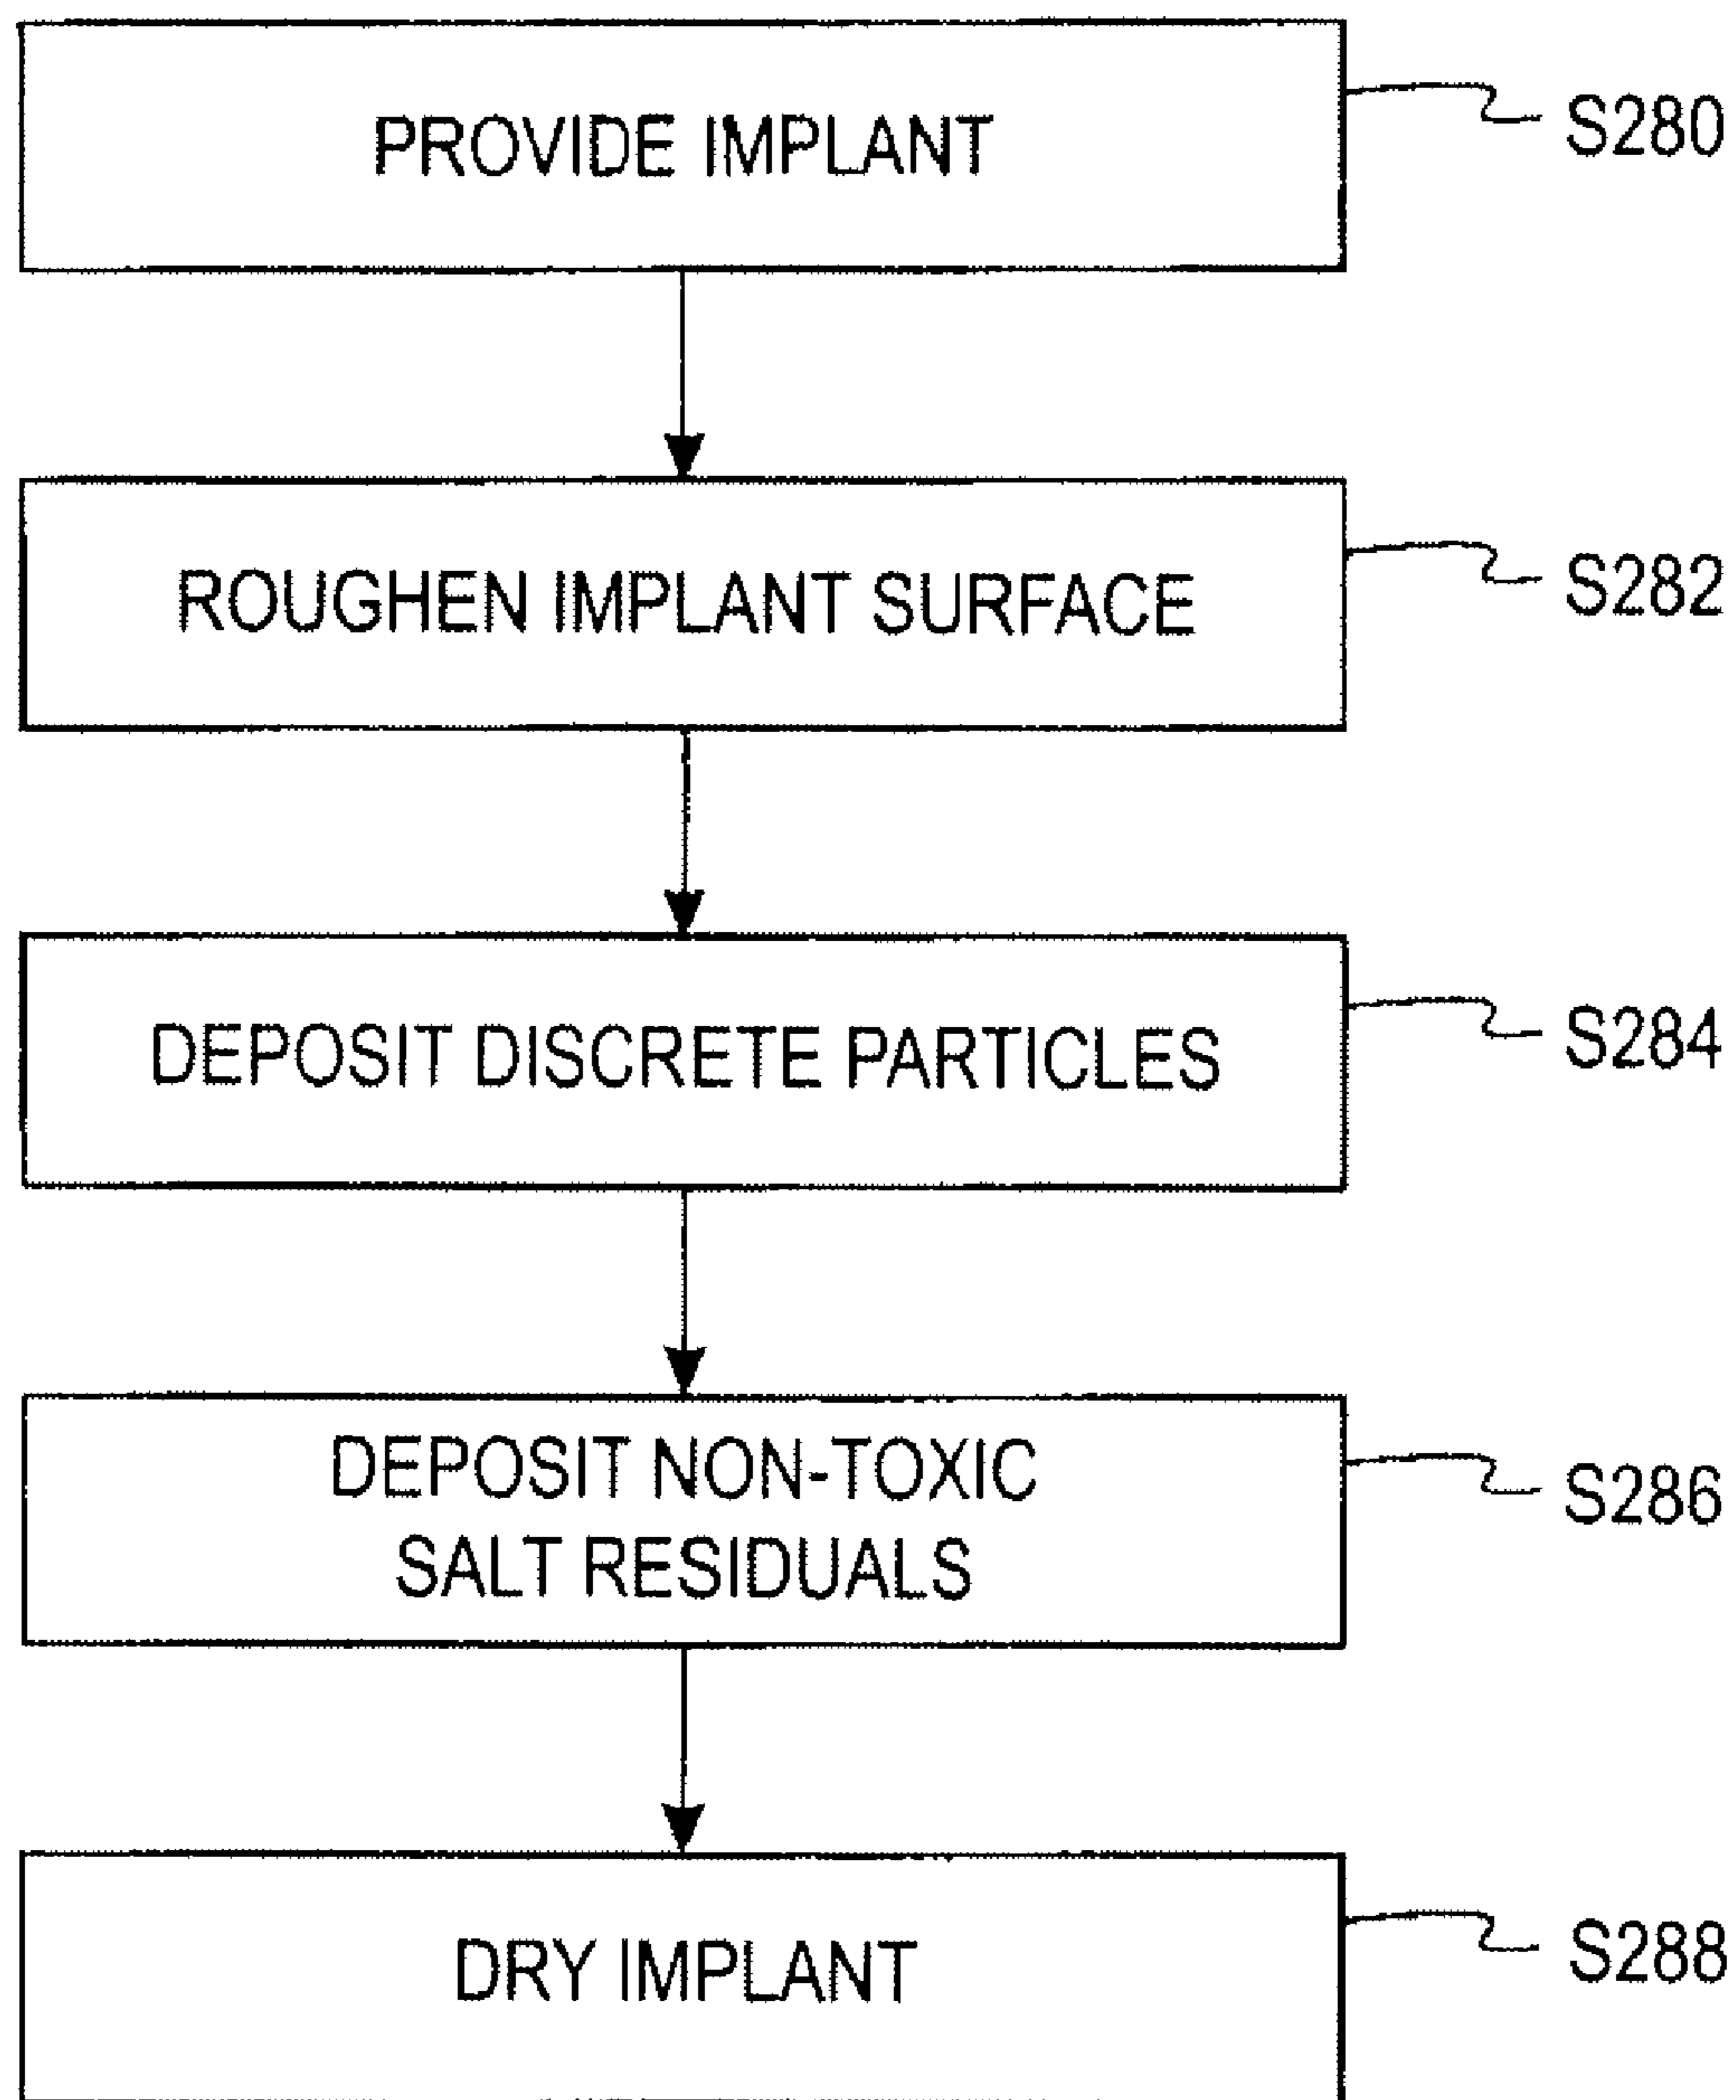 PROVIDE IMPLANT
S280
ROUGHEN IMPLANT SURFACE
S282
DEPOSIT DISCRETE PARTICLES
S284
DEPOSIT NON-TOXIC
SALT RESIDUALS
S286
DRY IMPLANT
S288